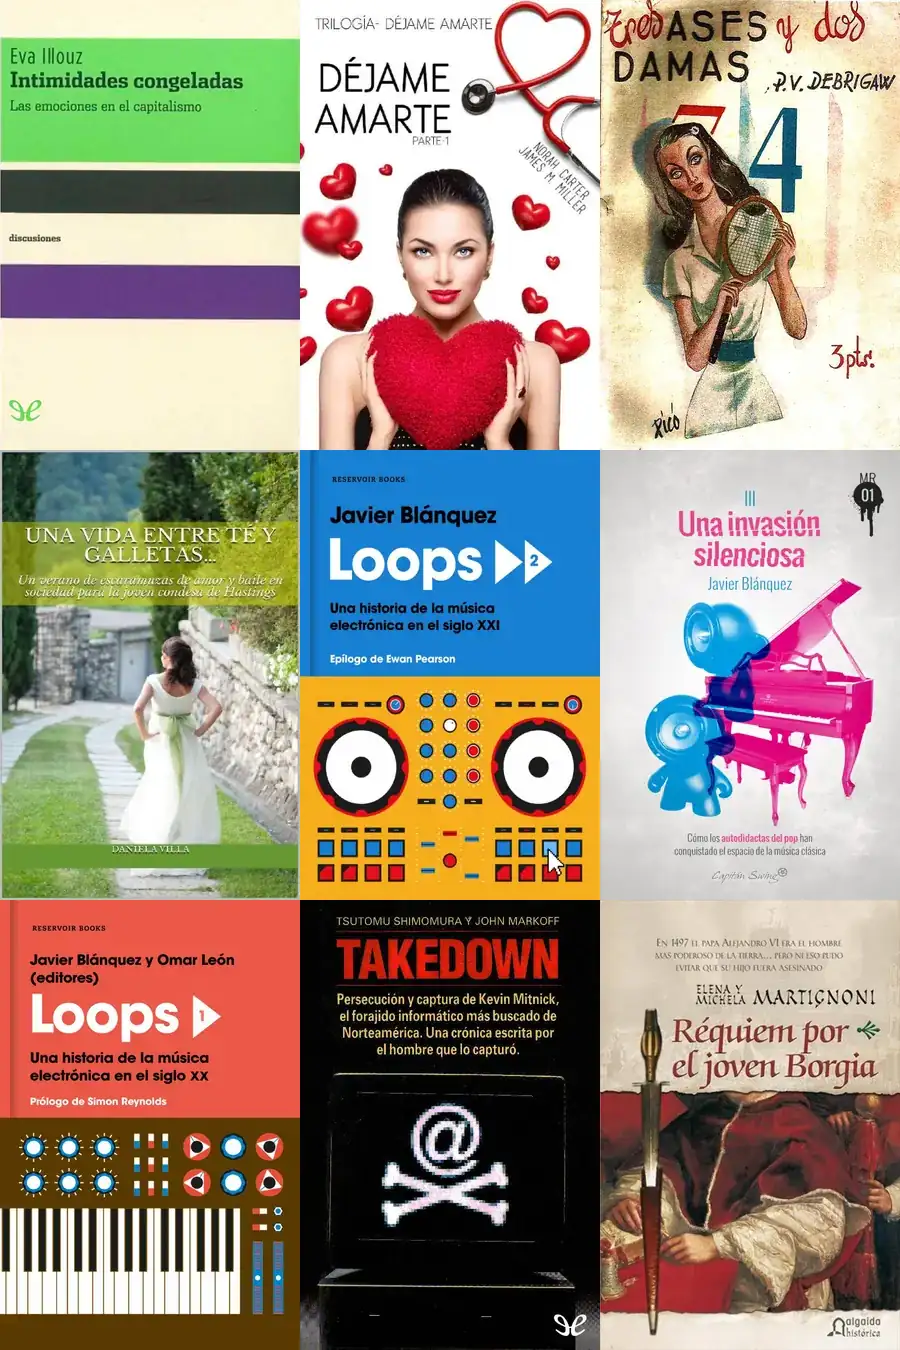 Eva Illouz
Intimidades congeladas
Las emociones en el capitalismo
discusiones
TRILOGÍA- DÉJAME AMARTE
DÉJAME
AMARTE
PARTE-1
NORAH CARTER
JAMES M. MILLER
Tres ASES y dos
DAMAS
P.V. DEBRIGAW
74
3 pts.
Picó
UNA VIDA ENTRE TÉ Y
GALLETAS...
Un verano de escaramuzas de amor y baile en
sociedad para la joven condesa de Hastings
DANIELA VILLA
RESERVOIR BOOKS
Javier Blánquez
Loops 2
Una historia de la música
electrónica en el siglo XXI
Epílogo de Ewan Pearson
MR
01
III
Una invasión
silenciosa
Javier Blánquez
Cómo los autodidactas del pop han
conquistado el espacio de la música clásica
Capitán Swing
RESERVOIR BOOKS
Javier Blánquez y Omar León
(editores)
Loops 1
Una historia de la música
electrónica en el siglo XX
Prólogo de Simon Reynolds
TSUTOMU SHIMOMURA Y JOHN MARKOFF
TAKEDOWN
Persecución y captura de Kevin Mitnick,
el forajido informático más buscado de
Norteamérica. Una crónica escrita por
el hombre que lo capturó.
@
EN 1497 EL PAPA ALEJANDRO VI ERA EL HOMBRE
MÁS PODEROSO DE LA TIERRA... PERO NI ESO PUDO
EVITAR QUE SU HIJO FUERA ASESINADO
ELENA Y
MICHELA MARTIGNONI
Réquiem por
el joven Borgia
algaida
histórica